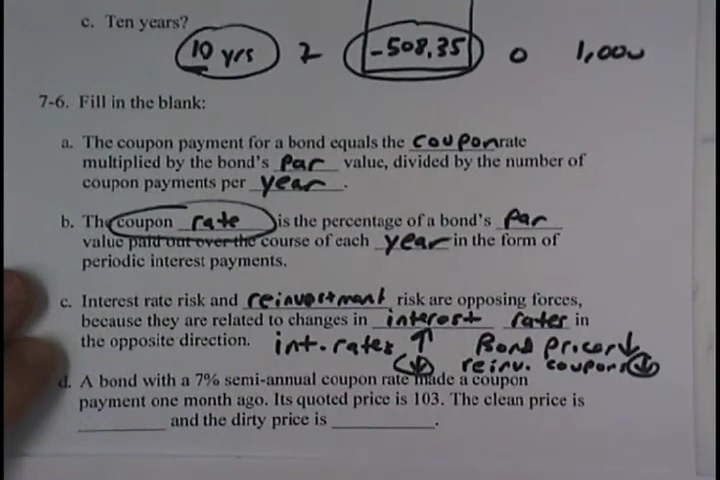 c. Ten years?
10 yrs 2 -508.35 0 1,000
7-6. Fill in the blank:
a. The coupon payment for a bond equals the coupon rate
multiplied by the bond's par value, divided by the number of
coupon payments per year.
b. The coupon rate is the percentage of a bond's par
value paid out over the course of each year in the form of
periodic interest payments.
c. Interest rate risk and reinvestment risk are opposing forces,
because they are related to changes in interest rates in
the opposite direction. int. rates ↑ Bond prices ↓
(↓) reinv. coupons
d. A bond with a 7% semi-annual coupon rate made a coupon
payment one month ago. Its quoted price is 103. The clean price is
_________ and the dirty price is ___________.